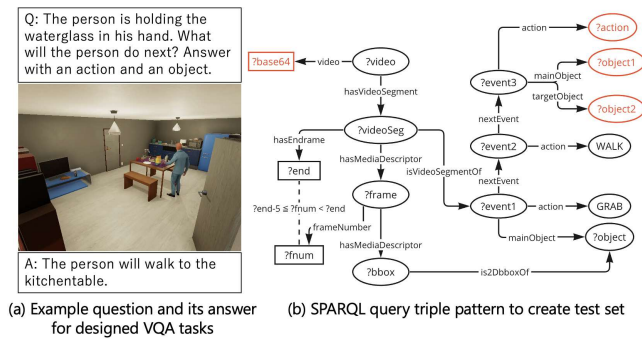 Q: The person is holding the
waterglass in his hand. What
will the person do next? Answer
with an action and an object.
A: The person will walk to the
kitchentable.
(a) Example question and its answer
for designed VQA tasks
?base64
video
?video
hasVideoSegment
?videoSeg
hasEndrame
hasMediaDescriptor
isVideoSegmentOf
?end
?end-5 ≦ ?fnum < ?end
?frame
frameNumber
?fnum
hasMediaDescriptor
?bbox
is2DbboxOf
action
?action
?event3
mainObject
?object1
targetObject
?object2
nextEvent
?event2
action
WALK
nextEvent
?event1
action
GRAB
mainObject
?object
(b) SPARQL query triple pattern to create test set